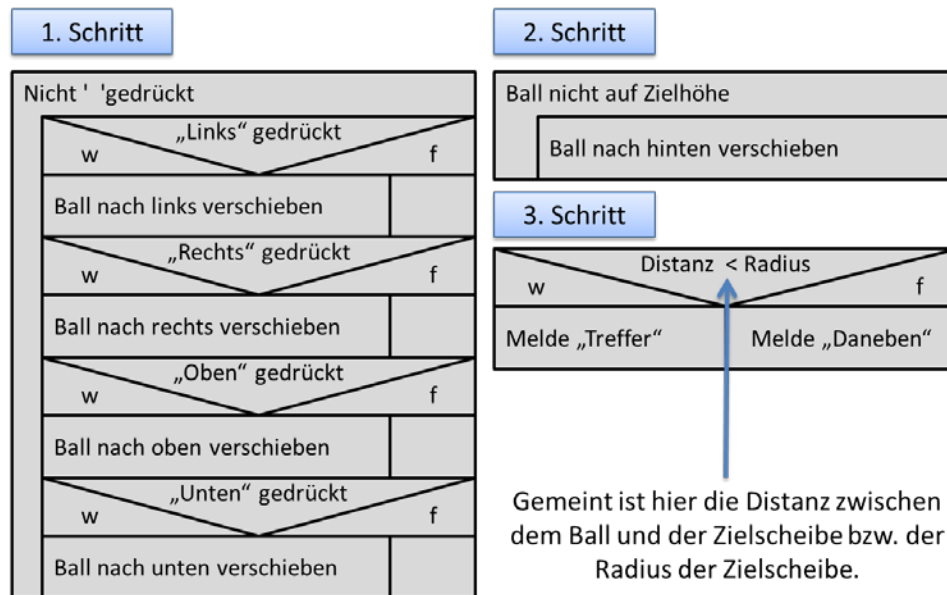 1. Schritt
Nicht ' 'gedrückt
„Links“ gedrückt
w f
Ball nach links verschieben
„Rechts“ gedrückt
w f
Ball nach rechts verschieben
„Oben“ gedrückt
w f
Ball nach oben verschieben
„Unten“ gedrückt
w f
Ball nach unten verschieben
2. Schritt
Ball nicht auf Zielhöhe
Ball nach hinten verschieben
3. Schritt
Distanz < Radius
w f
Melde „Treffer“ Melde „Daneben“
Gemeint ist hier die Distanz zwischen
dem Ball und der Zielscheibe bzw. der
Radius der Zielscheibe.